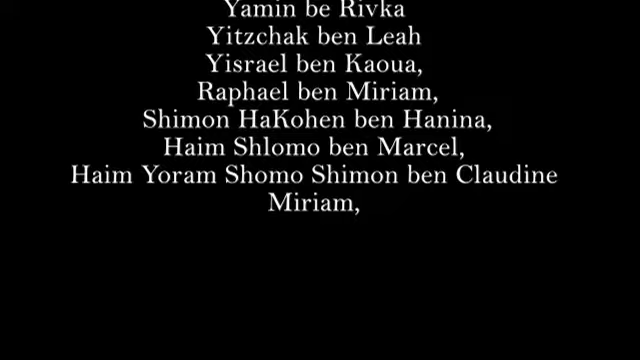 Yamin be Rivka
Yitzchak ben Leah
Yisrael ben Kaoua,
Raphael ben Miriam,
Shimon HaKohen ben Hanina,
Haim Shlomo ben Marcel,
Haim Yoram Shomo Shimon ben Claudine
Miriam,